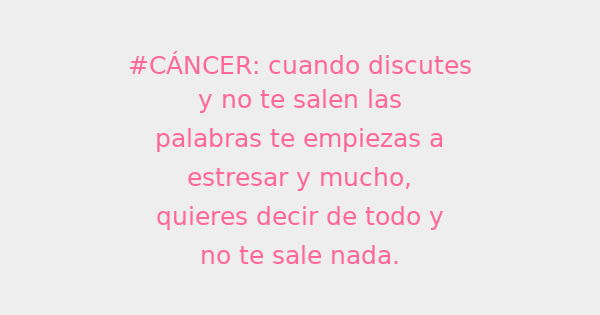 #CÁNCER: cuando discutes
y no te salen las
palabras te empiezas a
estresar y mucho,
quieres decir de todo y
no te sale nada.